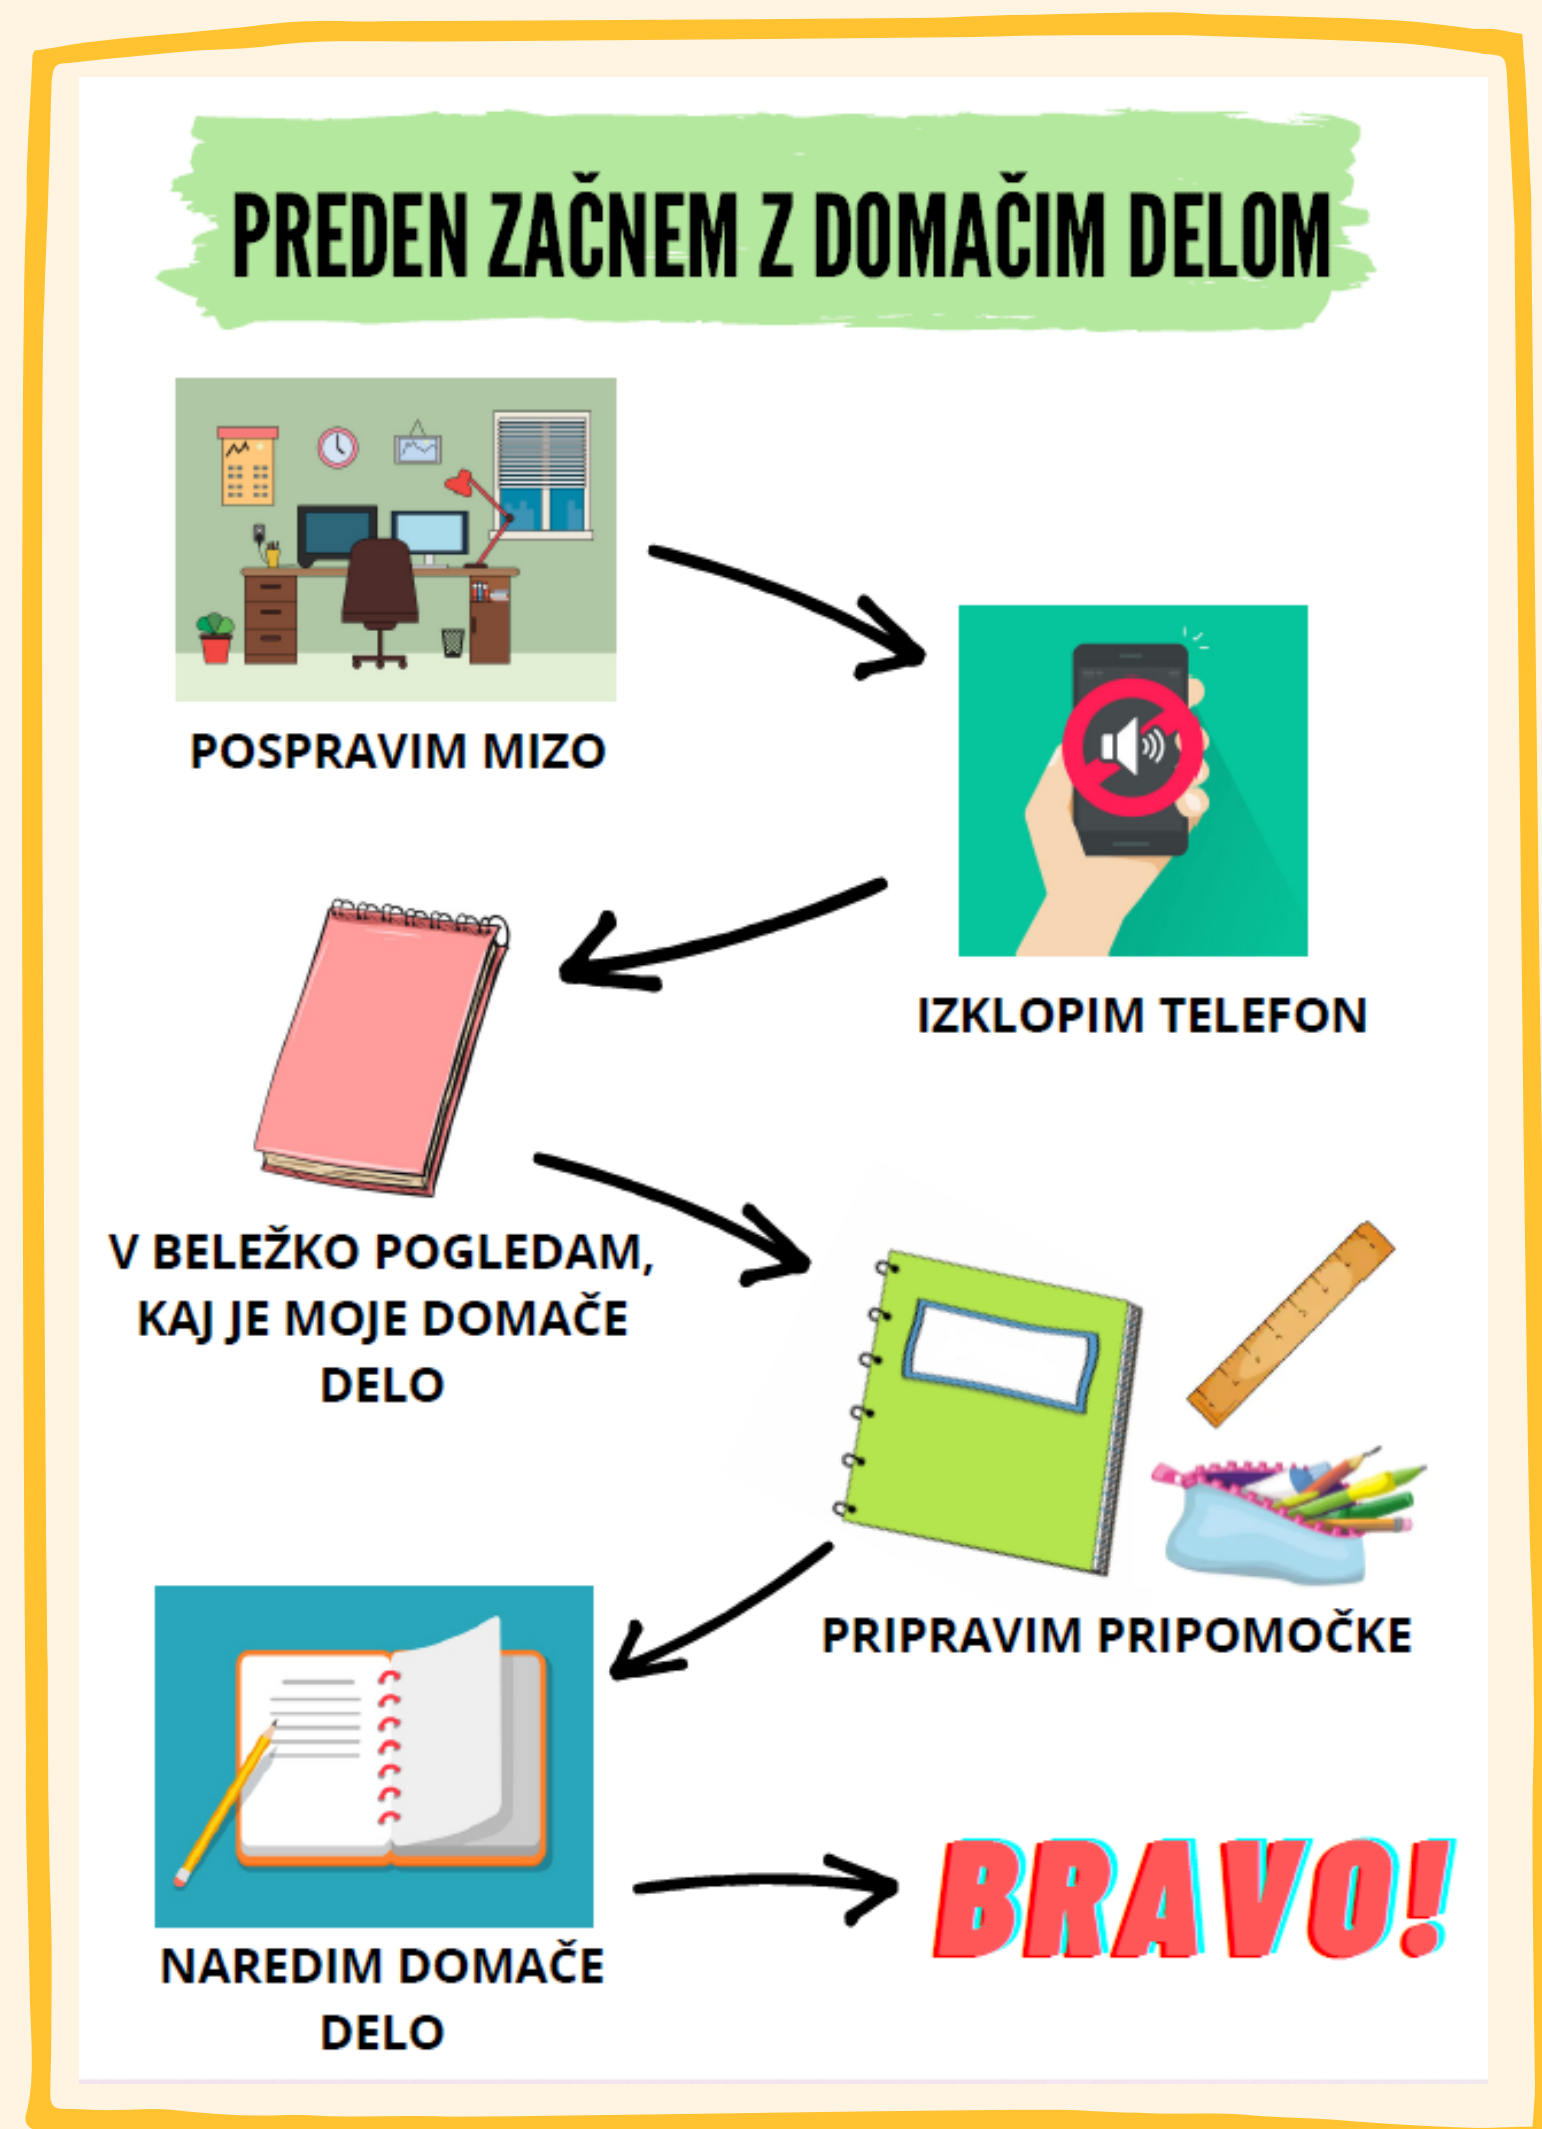 PREDEN ZAČNEM Z DOMAČIM DELOM
POSPRAVIM MIZO
IZKLOPIM TELEFON
V BELEŽKO POGLEDAM,
KAJ JE MOJE DOMAČE
DELO
PRIPRAVIM PRIPOMOČKE
NAREDIM DOMAČE
DELO
BRAVO!